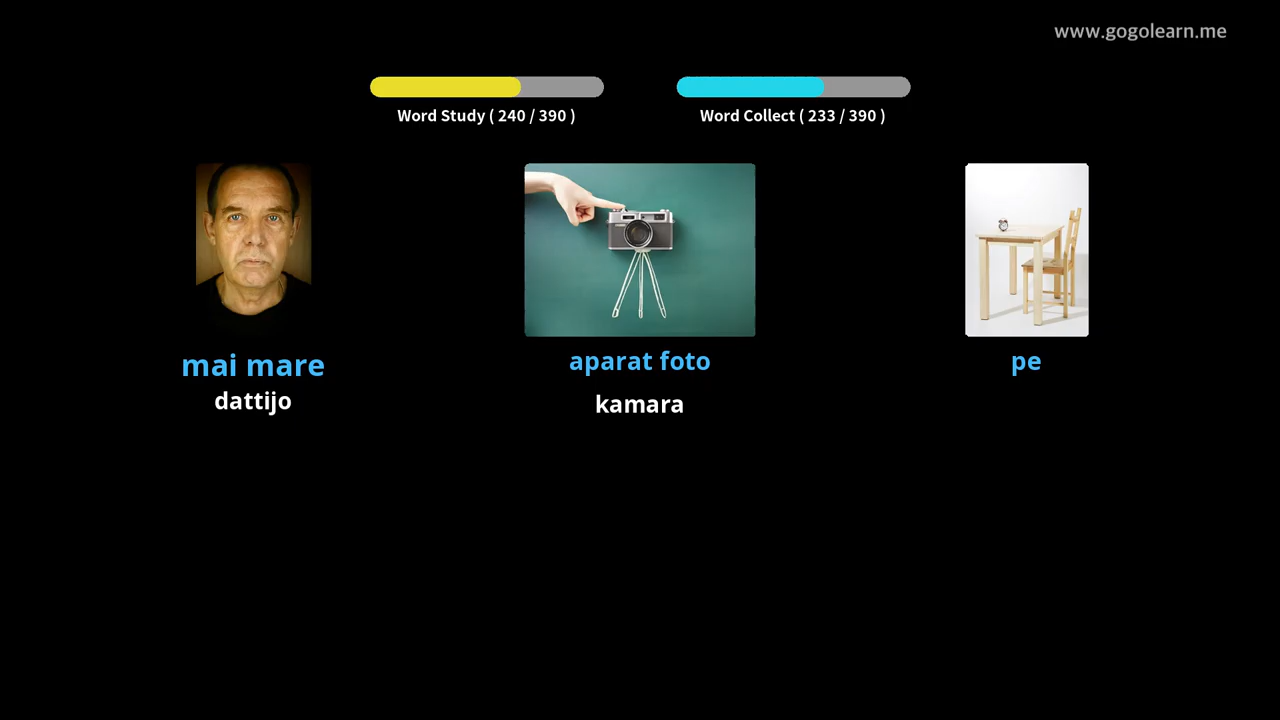 www.gogolearn.me
Word Study ( 240 / 390 )
Word Collect ( 233 / 390 )
mai mare
dattijo
aparat foto
kamara
pe